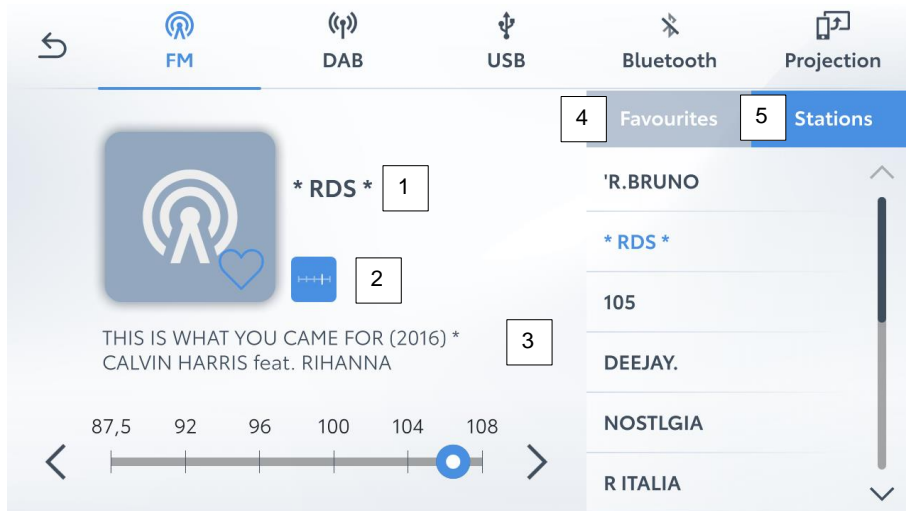 FM
DAB
USB
Bluetooth
Projection
4
Favourites
5
Stations
* RDS *
1
2
THIS IS WHAT YOU CAME FOR (2016) *
CALVIN HARRIS feat. RIHANNA
3
87,5 92 96 100 104 108
'R.BRUNO
* RDS *
105
DEEJAY.
NOSTLGIA
R ITALIA